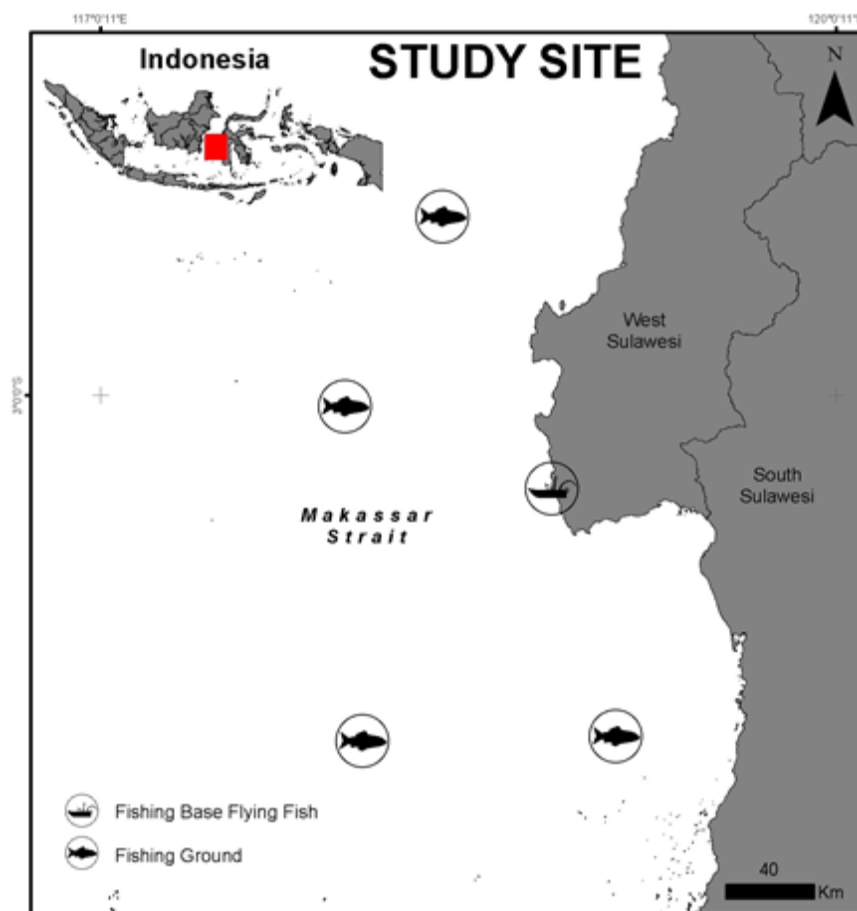 117°0'11"E
120°0'11"
Indonesia
STUDY SITE
N
West
Sulawesi
3°0'0"S
South
Sulawesi
Makassar
Strait
Fishing Base Flying Fish
Fishing Ground
40
Km